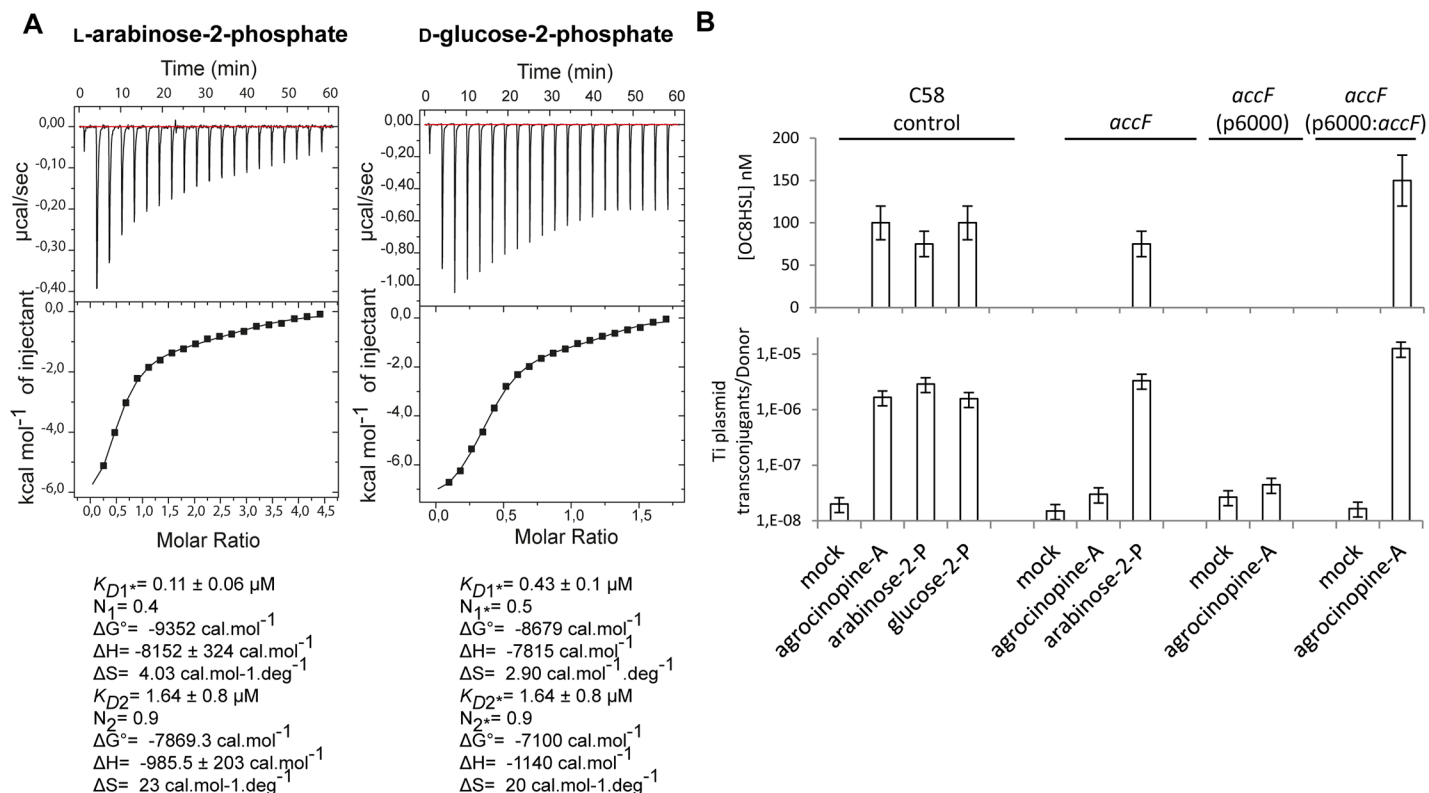 A
L-arabinose-2-phosphate
Time (min)
0 10 20 30 40 50 60
µcal/sec
0,00
-0,10
-0,20
-0,30
-0,40
kcal mol-1 of injectant
0,0
-2,0
-4,0
-6,0
0,0 0,5 1,0 1,5 2,0 2,5 3,0 3,5 4,0 4,5
Molar Ratio
KD1*= 0.11 ± 0.06 µM
N1= 0.4
ΔG°= -9352 cal.mol-1
ΔH= -8152 ± 324 cal.mol-1
ΔS= 4.03 cal.mol-1.deg-1
KD2= 1.64 ± 0.8 µM
N2= 0.9
ΔG°= -7869.3 cal.mol-1
ΔH= -985.5 ± 203 cal.mol-1
ΔS= 23 cal.mol-1.deg-1
D-glucose-2-phosphate
Time (min)
0 10 20 30 40 50 60
µcal/sec
0,00
-0,20
-0,40
-0,60
-0,80
-1,00
kcal mol-1 of injectant
0,0
-2,0
-4,0
-6,0
0,0 0,5 1,0 1,5
Molar Ratio
KD1*= 0.43 ± 0.1 µM
N1*= 0.5
ΔG°= -8679 cal.mol-1
ΔH= -7815 cal.mol-1
ΔS= 2.90 cal.mol-1.deg-1
KD2*= 1.64 ± 0.8 µM
N2*= 0.9
ΔG°= -7100 cal.mol-1
ΔH= -1140 cal.mol-1
ΔS= 20 cal.mol-1.deg-1
B
C58
control
accF
accF
(p6000)
accF
(p6000:accF)
[OC8HSL] nM
200
150
100
50
0
Ti plasmid
transconjugants/Donor
1,E-05
1,E-06
1,E-07
1,E-08
mock
agrocinopine-A
arabinose-2-P
glucose-2-P
mock
agrocinopine-A
arabinose-2-P
mock
agrocinopine-A
mock
agrocinopine-A